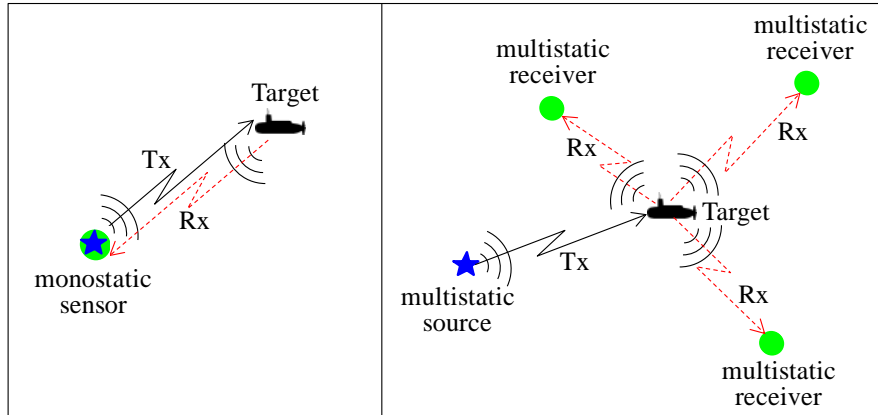 Target
Tx
Rx
monostatic
sensor
multistatic
receiver
multistatic
receiver
Rx
Rx
Target
Tx
multistatic
source
Rx
multistatic
receiver